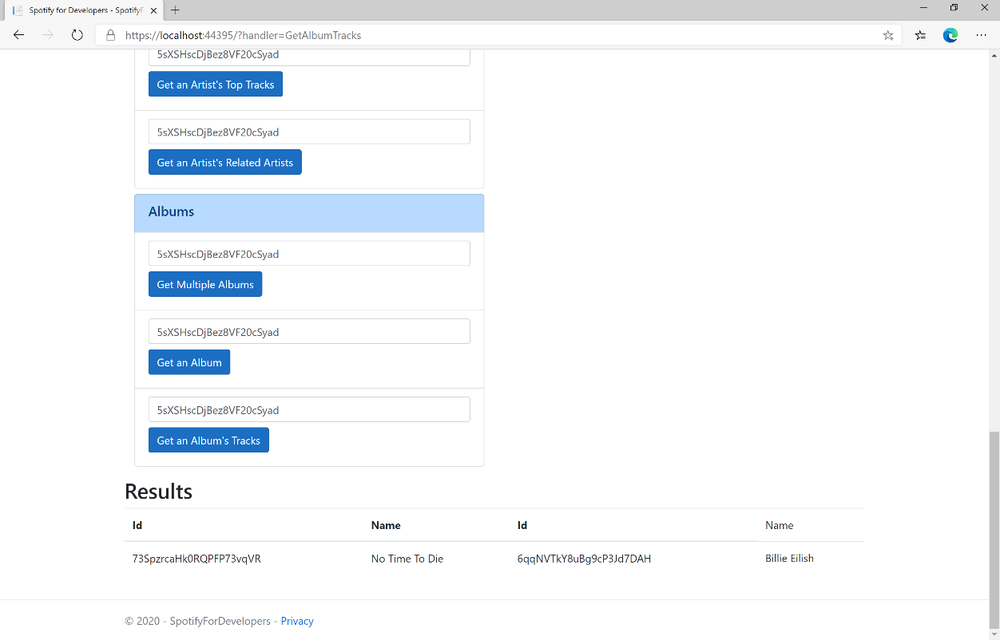 Spotify for Developers - SpotifyF
https://localhost:44395/?handler=GetAlbumTracks
5sXSHscDjBez8VF20cSyad
Get an Artist's Top Tracks
5sXSHscDjBez8VF20cSyad
Get an Artist's Related Artists
Albums
5sXSHscDjBez8VF20cSyad
Get Multiple Albums
5sXSHscDjBez8VF20cSyad
Get an Album
5sXSHscDjBez8VF20cSyad
Get an Album's Tracks
Results
Id Name Id Name
73SpzrcaHk0RQPFP73vqVR No Time To Die 6qqNVTkY8uBg9cP3Jd7DAH Billie Eilish
© 2020 - SpotifyForDevelopers - Privacy